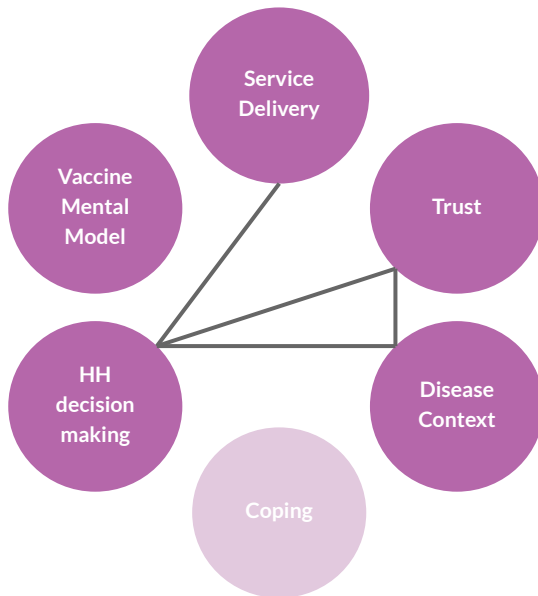 Service
Delivery
Vaccine
Mental
Model
Trust
HH
decision
making
Disease
Context
Coping